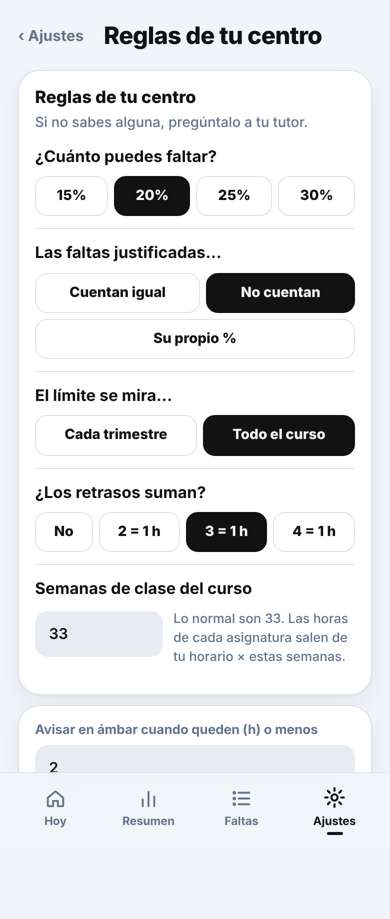 ‹ Ajustes
Reglas de tu centro
Reglas de tu centro
Si no sabes alguna, pregúntalo a tu tutor.
¿Cuánto puedes faltar?
15%
20%
25%
30%
Las faltas justificadas...
Cuentan igual
No cuentan
Su propio %
El límite se mira...
Cada trimestre
Todo el curso
¿Los retrasos suman?
No
2 = 1 h
3 = 1 h
4 = 1 h
Semanas de clase del curso
33
Lo normal son 33. Las horas
de cada asignatura salen de
tu horario × estas semanas.
Avisar en ámbar cuando queden (h) o menos
2
Hoy
Resumen
Faltas
Ajustes